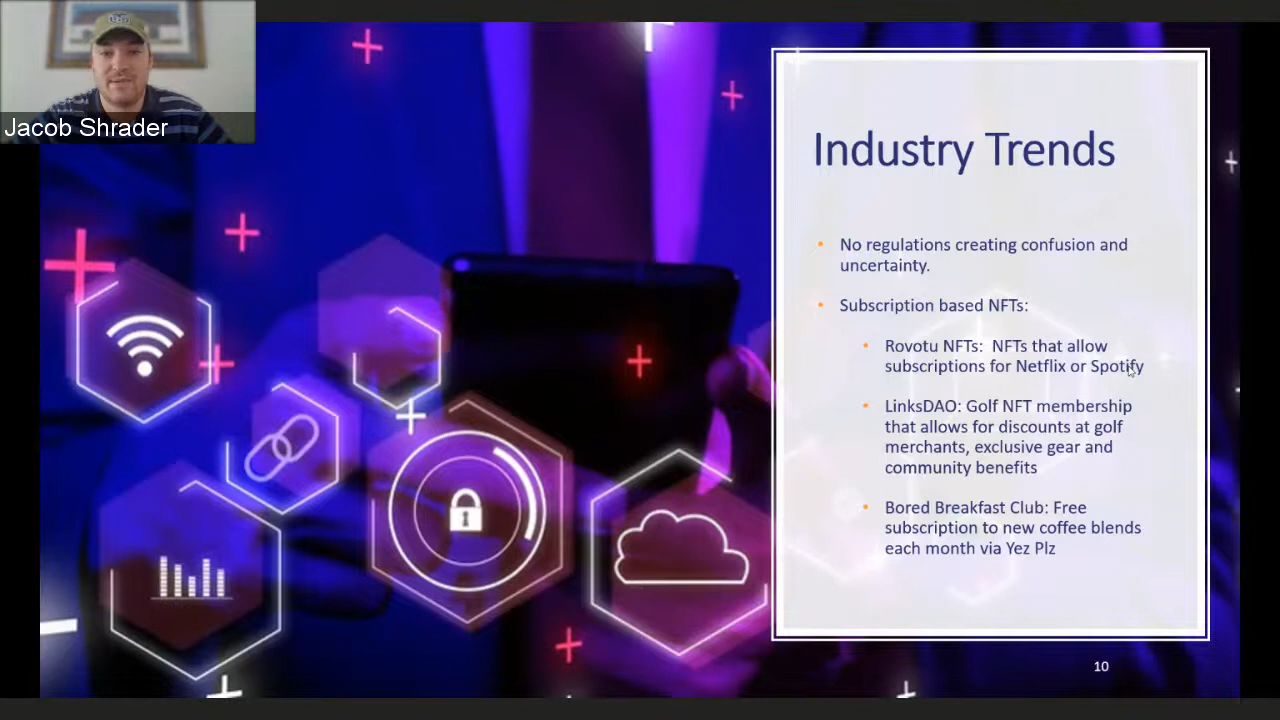 Jacob Shrader
Industry Trends
No regulations creating confusion and
uncertainty.
Subscription based NFTs:
Rovotu NFTs: NFTs that allow
subscriptions for Netflix or Spotify
LinksDAO: Golf NFT membership
that allows for discounts at golf
merchants, exclusive gear and
community benefits
Bored Breakfast Club: Free
subscription to new coffee blends
each month via Yez Plz
10